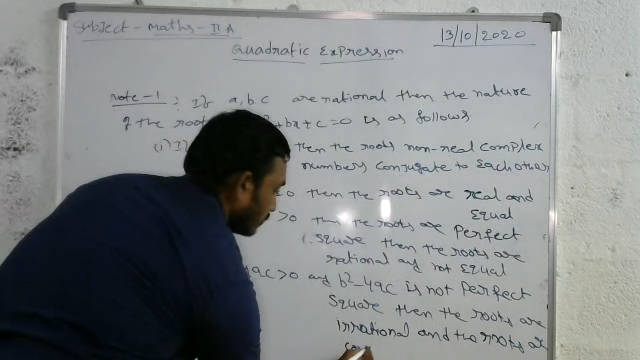 Subject - Maths - II A
13/10/2020
Quadratic Expression
note-1 : If a, b c are rational then the nature
of the roots +bx+c=0 is as follows
(i) If then the roots non-real complex
numbers conjugate to each other
=0 then the roots are real and
Equal
>0 then the roots are perfect
square then the roots are
rational and not Equal
4ac>0 and b²-4ac is not perfect
square then the roots are
irrational and the roots are